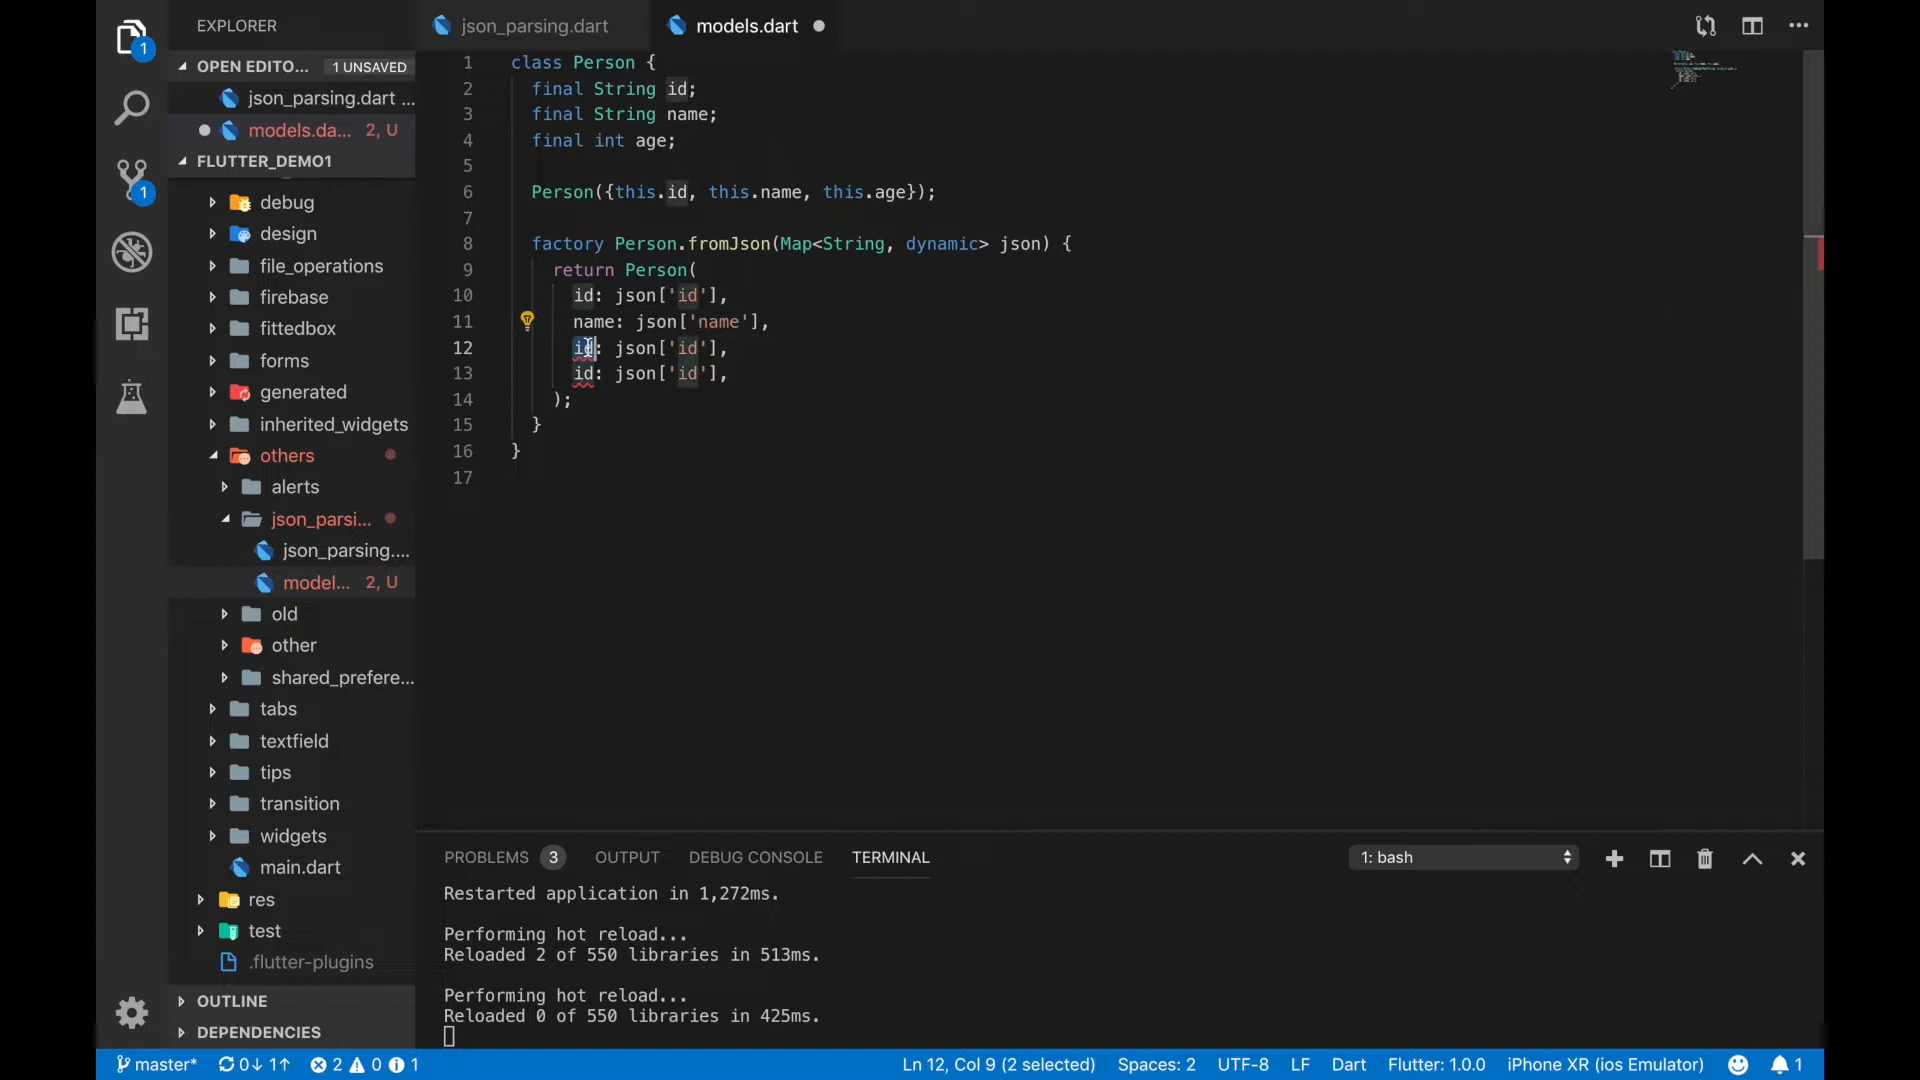 EXPLORER
json_parsing.dart
models.dart
OPEN EDITO...
1 UNSAVED
json_parsing.dart ...
models.da...
2, U
FLUTTER_DEMO1
debug
design
file_operations
firebase
fittedbox
forms
generated
inherited_widgets
others
alerts
json_parsi...
json_parsing....
model...
2, U
old
other
shared_prefere...
tabs
textfield
tips
transition
widgets
main.dart
res
test
.flutter-plugins
OUTLINE
DEPENDENCIES
1
1
1 class Person {
2 final String id;
3 final String name;
4 final int age;
5
6 Person({this.id, this.name, this.age});
7
8 factory Person.fromJson(Map<String, dynamic> json) {
9 return Person(
10 id: json['id'],
11 name: json['name'],
12 id: json['id'],
13 id: json['id'],
14 );
15 }
16 }
17
PROBLEMS 3 OUTPUT DEBUG CONSOLE TERMINAL
1: bash
Restarted application in 1,272ms.
Performing hot reload...
Reloaded 2 of 550 libraries in 513ms.
Performing hot reload...
Reloaded 0 of 550 libraries in 425ms.
master* 0↓ 1↑ 2 0 1
Ln 12, Col 9 (2 selected) Spaces: 2 UTF-8 LF Dart Flutter: 1.0.0 iPhone XR (ios Emulator) 1